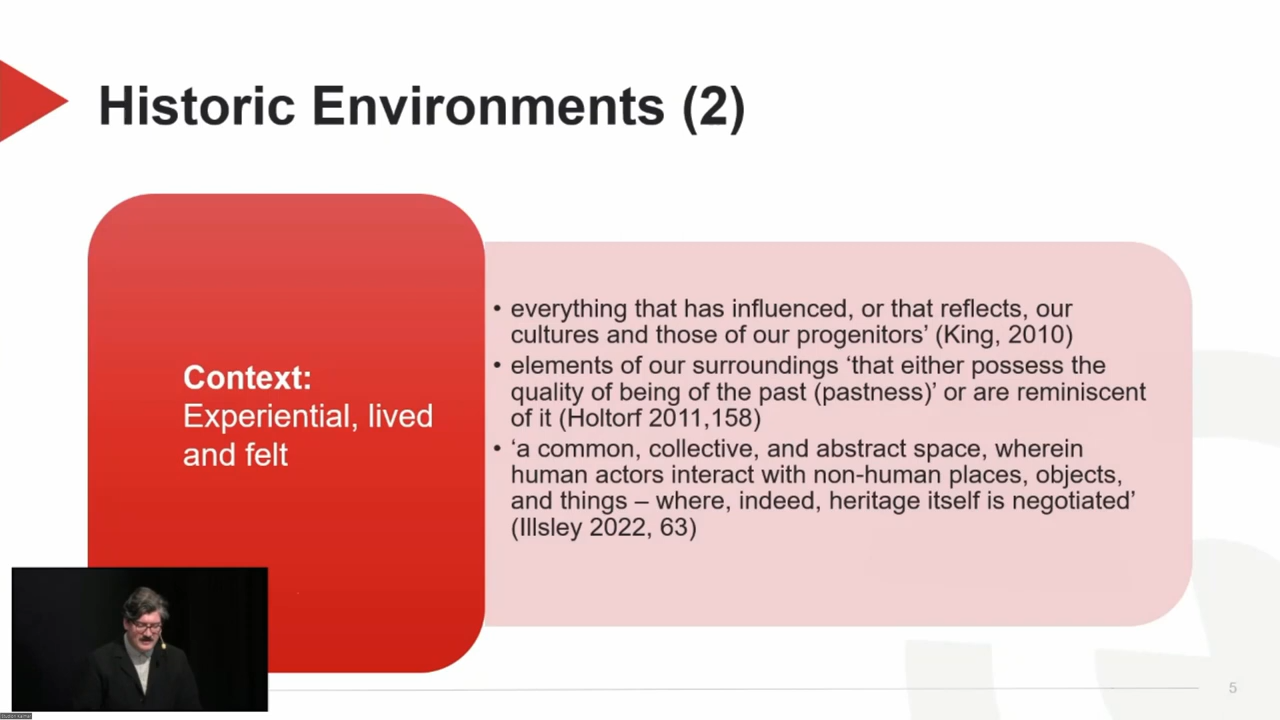 Historic Environments (2)
Context:
Experiential, lived
and felt
• everything that has influenced, or that reflects, our
cultures and those of our progenitors’ (King, 2010)
• elements of our surroundings ‘that either possess the
quality of being of the past (pastness)’ or are reminiscent
of it (Holtorf 2011,158)
• ‘a common, collective, and abstract space, wherein
human actors interact with non-human places, objects,
and things – where, indeed, heritage itself is negotiated’
(Illsley 2022, 63)
5